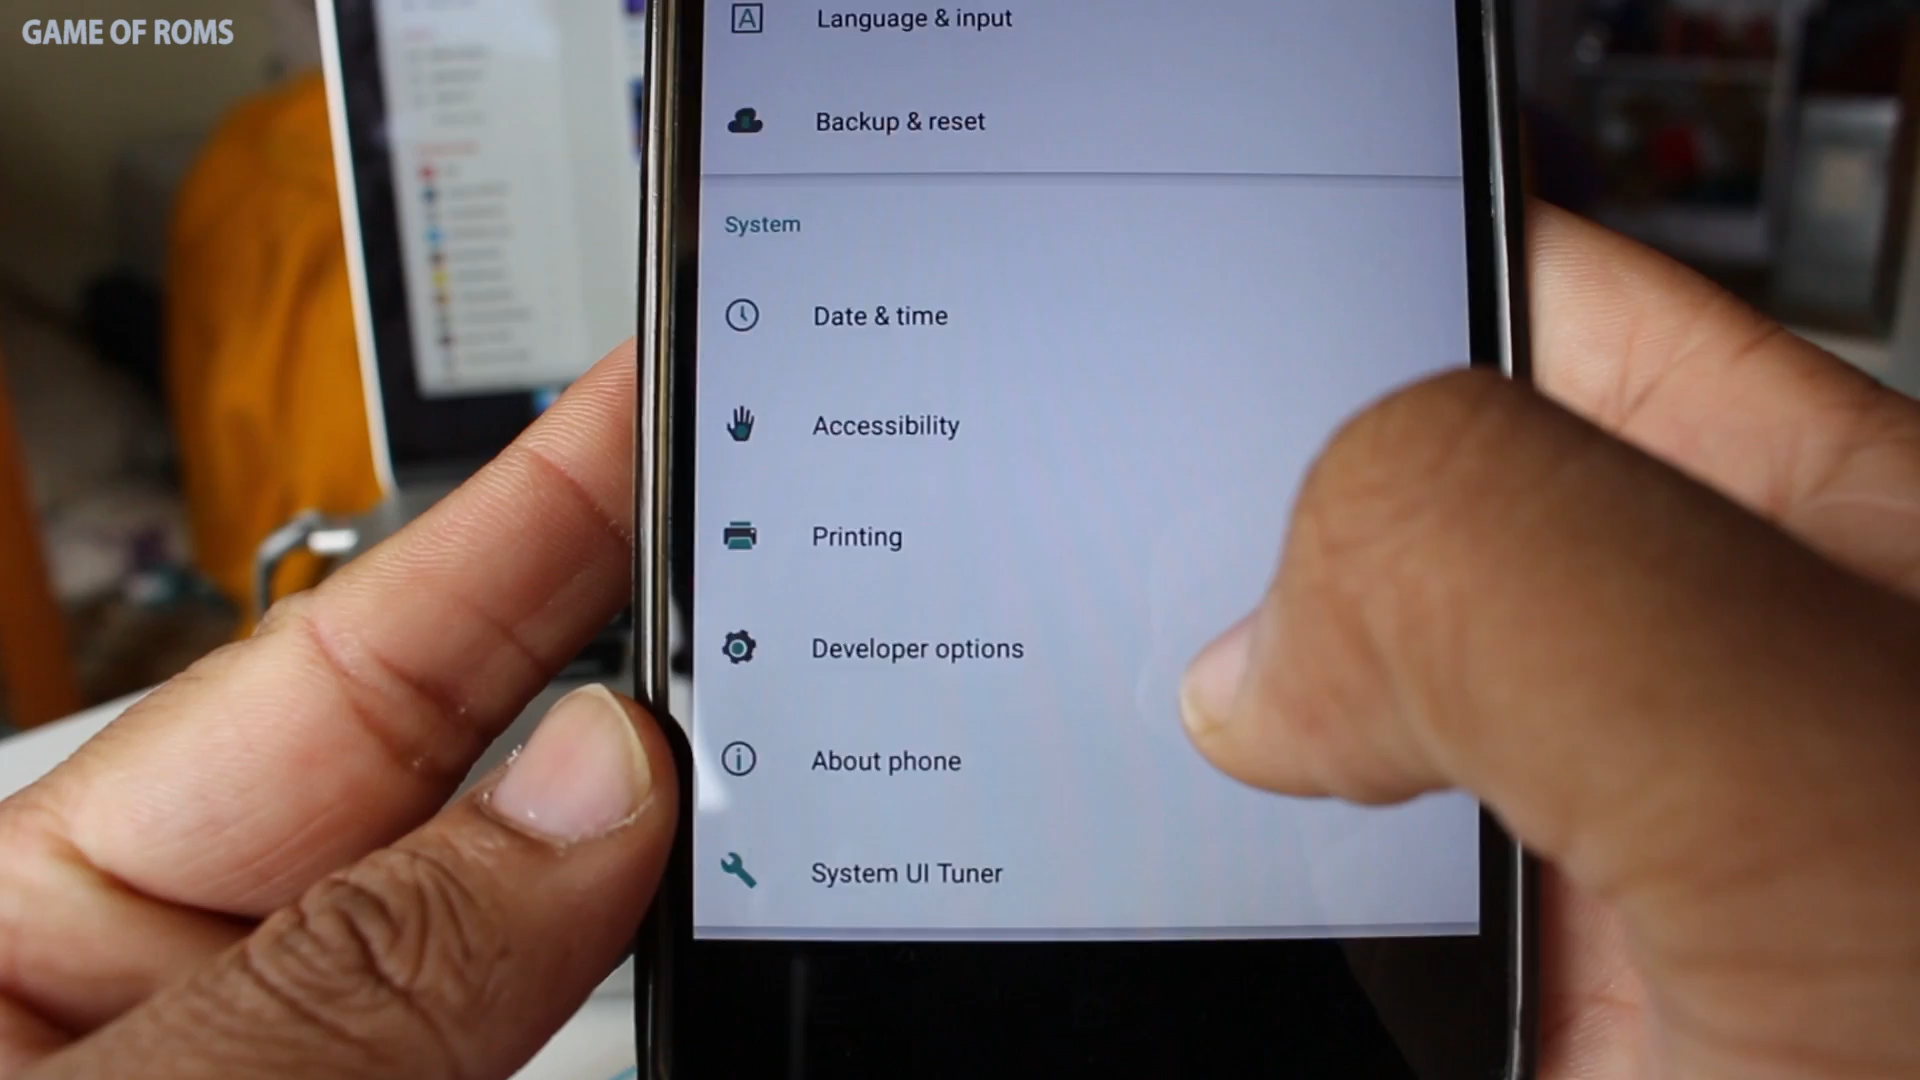 GAME OF ROMS
Language & input
Backup & reset
System
Date & time
Accessibility
Printing
Developer options
About phone
System UI Tuner